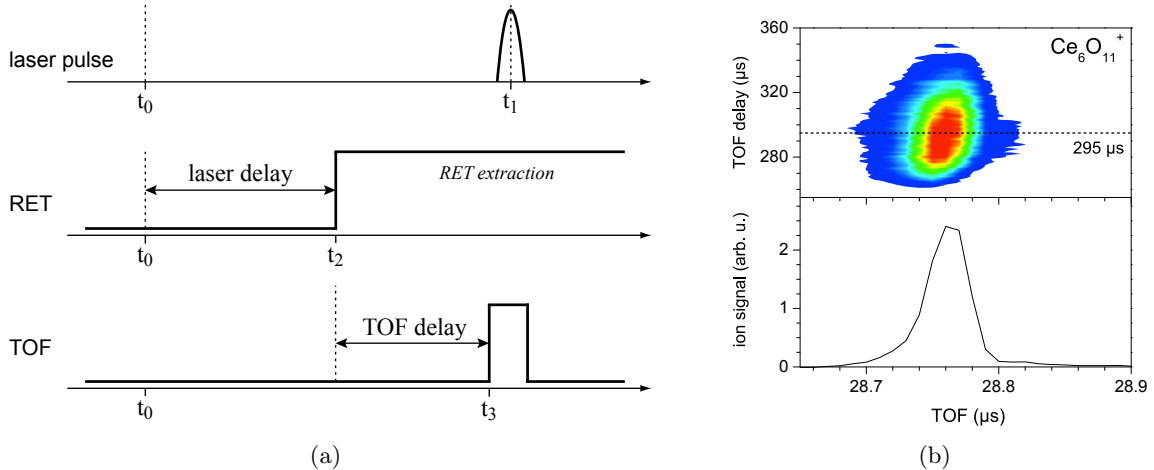 laser pulse
t0
t1
RET
laser delay
RET extraction
t0
t2
TOF
TOF delay
t0
t3
(a)
TOF delay (µs)
360
320
280
Ce6O11+
295 µs
ion signal (arb. u.)
2
1
0
28.7
28.8
28.9
TOF (µs)
(b)